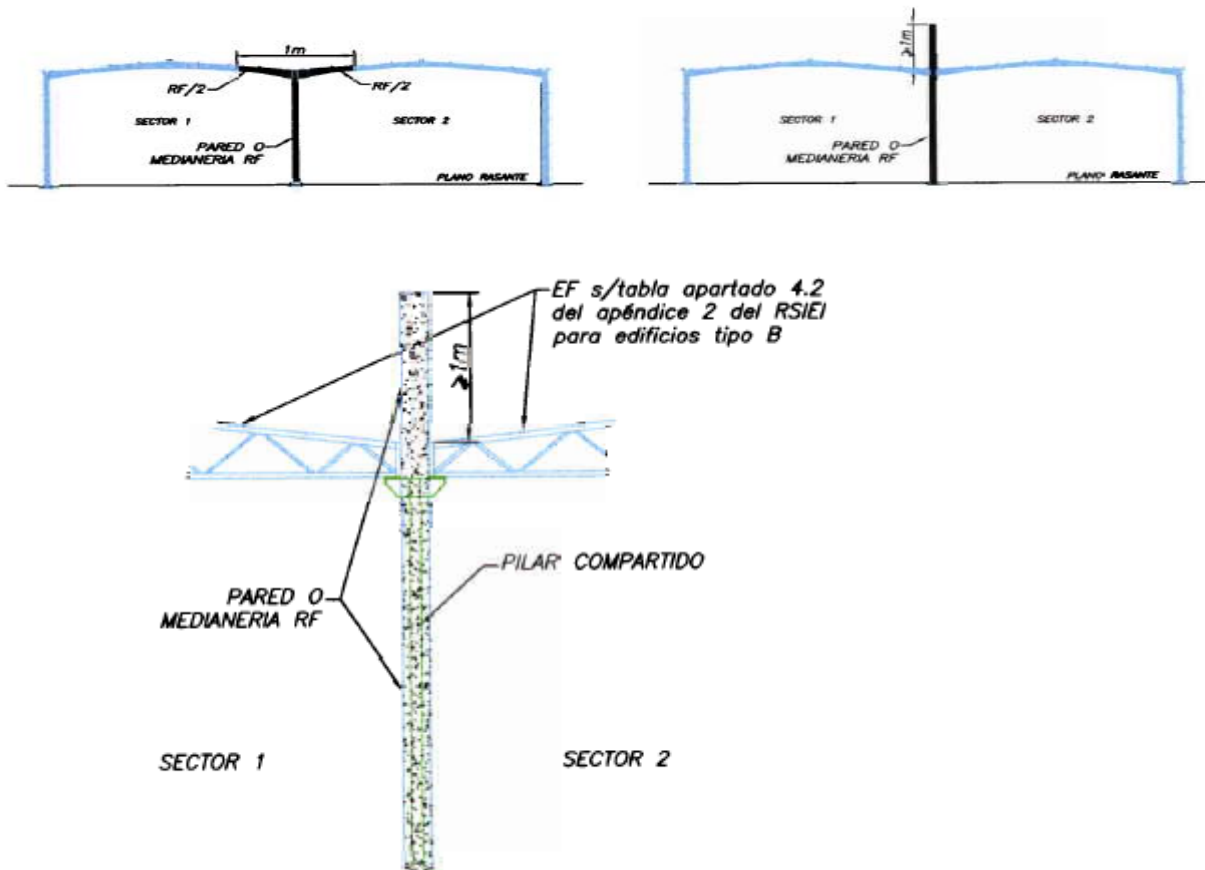 1m
RF/2
RF/2
SECTOR 1
SECTOR 2
PARED O
MEDIANERIA RF
PLANO RASANTE
≥1m
SECTOR 1
SECTOR 2
PARED O
MEDIANERIA RF
PLANO RASANTE
EF s/tabla apartado 4.2
del apéndice 2 del RSIEI
para edificios tipo B
≥1m
PILAR COMPARTIDO
PARED O
MEDIANERIA RF
SECTOR 1
SECTOR 2